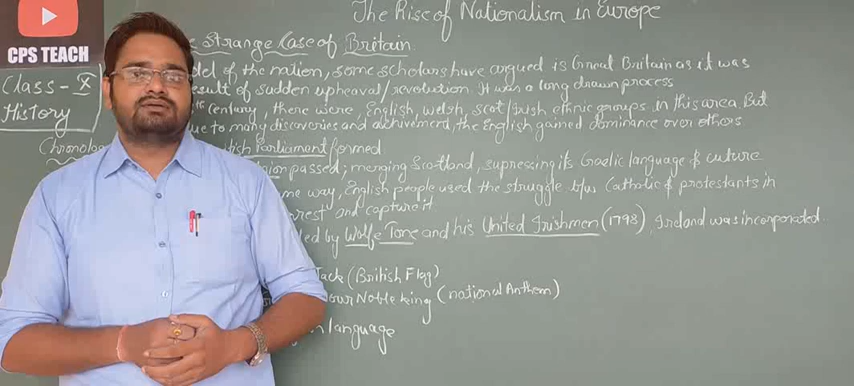 The Rise of Nationalism in Europe
CPS TEACH
Class - X
History
Strange Case of Britain
of the nation, some scholars have argued is Great Britain as it was
of sudden upheaval/revolution. It was a long drawn process
century, there were, English, Welsh, Scot/Irish ethnic groups in this area. But
to many discoveries and achivement, the English gained dominance over others
Parliament formed
passed; merging Scotland, supressing its Gaelic language & culture
way, English people used the struggle b/w Catholic & protestants in
and capture it
led by Wolfe Tone and his United Irishmen (1798), Ireland was incorporated
Jack (British Flag)
our Noble king (national Anthem)
language